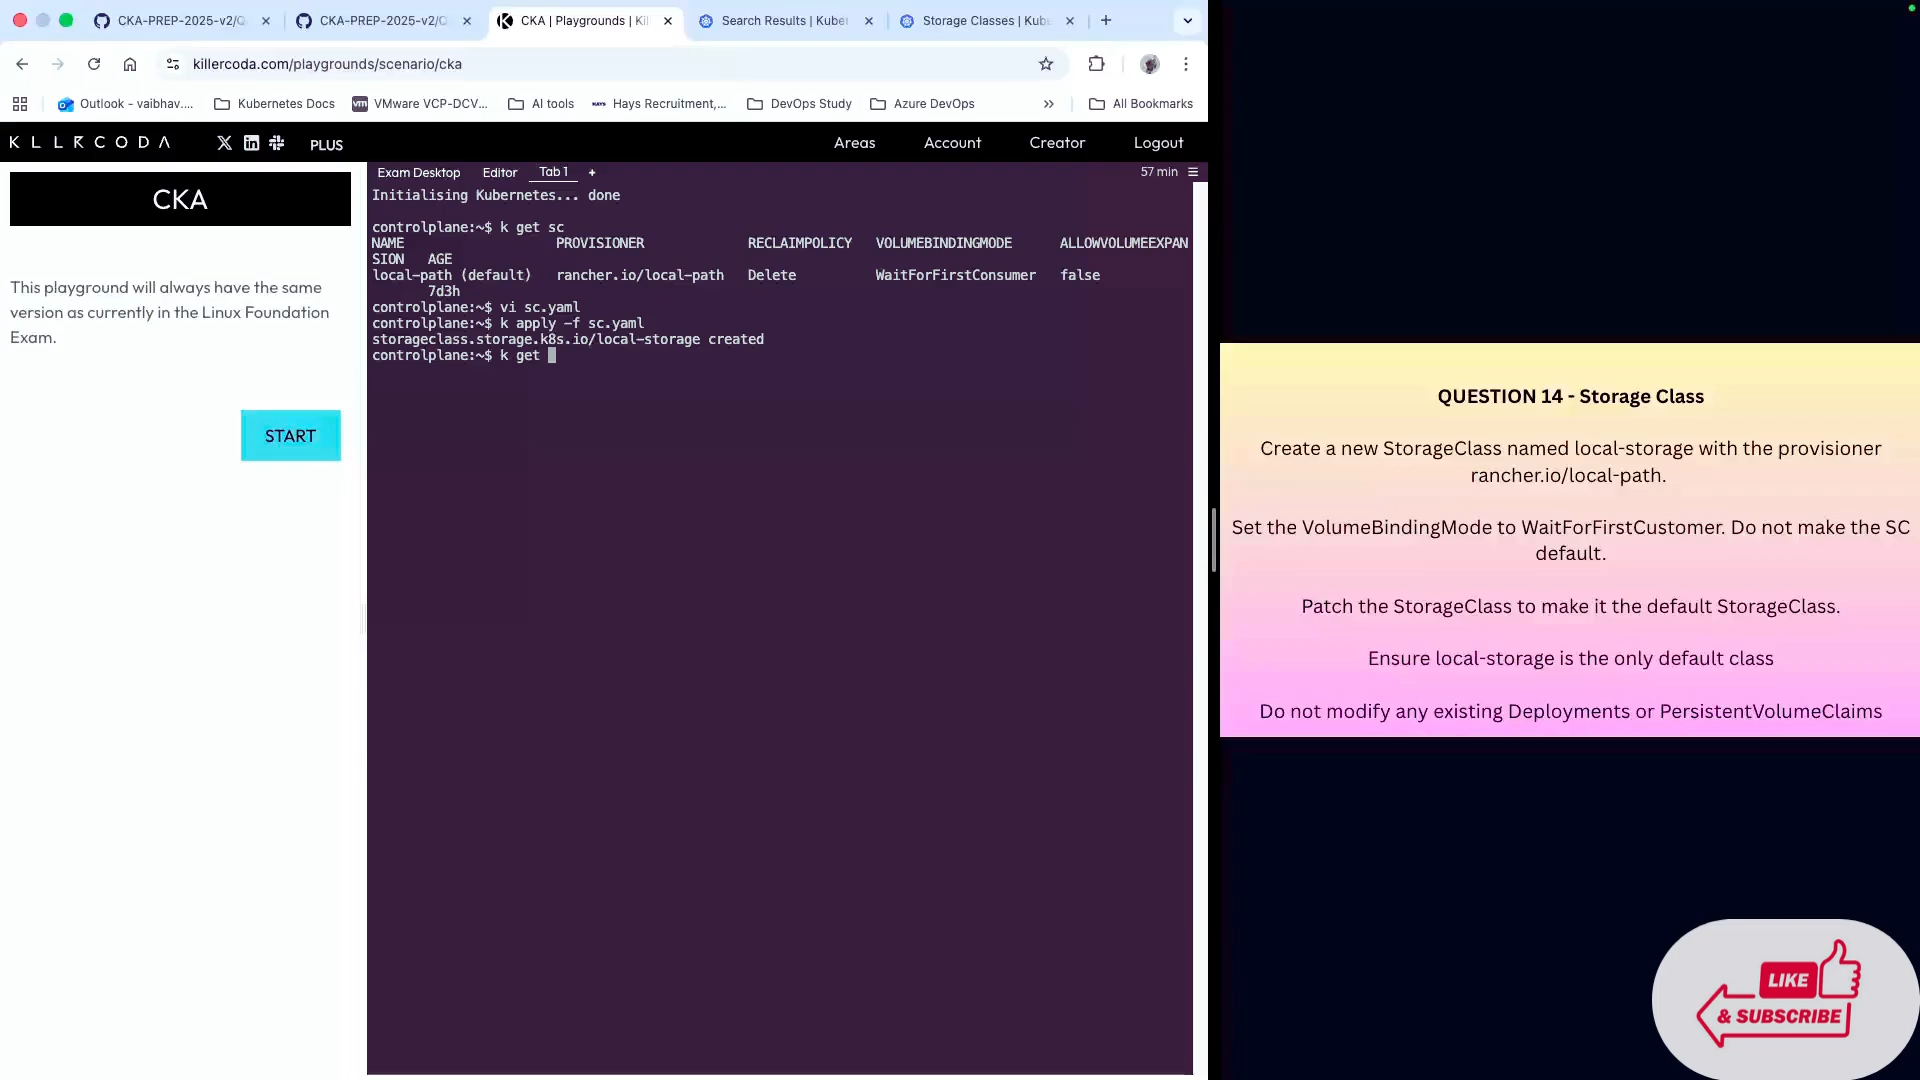 CKA-PREP-2025-v2/Q
CKA-PREP-2025-v2/Q
CKA | Playgrounds | Kil
Search Results | Kuber
Storage Classes | Kube
killercoda.com/playgrounds/scenario/cka
Outlook - vaibhav....
Kubernetes Docs
VMware VCP-DCV...
AI tools
Hays Recruitment,...
DevOps Study
Azure DevOps
All Bookmarks
KLLRCODA
PLUS
Areas
Account
Creator
Logout
CKA
This playground will always have the same
version as currently in the Linux Foundation
Exam.
START
Exam Desktop Editor Tab 1 +
57 min
Initialising Kubernetes... done
controlplane:~$ k get sc
NAME PROVISIONER RECLAIMPOLICY VOLUMEBINDINGMODE ALLOWVOLUMEEXPAN
SION AGE
local-path (default) rancher.io/local-path Delete WaitForFirstConsumer false
7d3h
controlplane:~$ vi sc.yaml
controlplane:~$ k apply -f sc.yaml
storageclass.storage.k8s.io/local-storage created
controlplane:~$ k get
QUESTION 14 - Storage Class
Create a new StorageClass named local-storage with the provisioner
rancher.io/local-path.
Set the VolumeBindingMode to WaitForFirstCustomer. Do not make the SC
default.
Patch the StorageClass to make it the default StorageClass.
Ensure local-storage is the only default class
Do not modify any existing Deployments or PersistentVolumeClaims
LIKE
& SUBSCRIBE